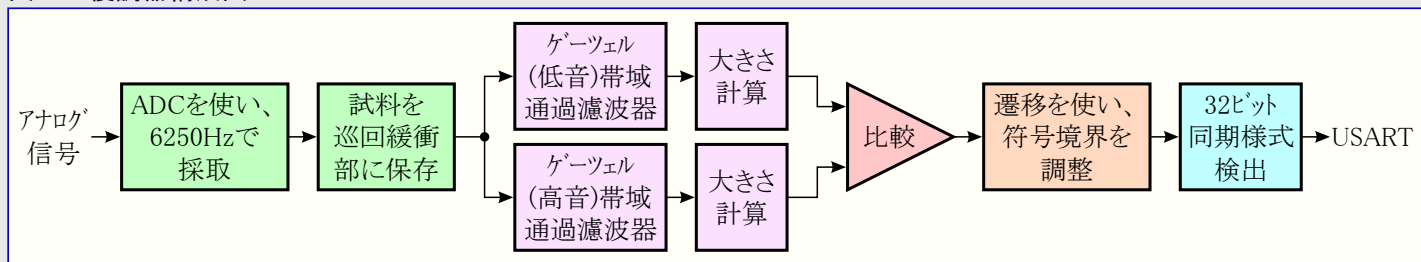 アナログ
信号
ADCを使い、
6250Hzで
採取
試料を
巡回緩衝
部に保存
ゲーツェル
(低音)帯域
通過濾波器
大きさ
計算
ゲーツェル
(高音)帯域
通過濾波器
大きさ
計算
比較
遷移を使い、
符号境界を
調整
32ビット
同期様式
検出
USART